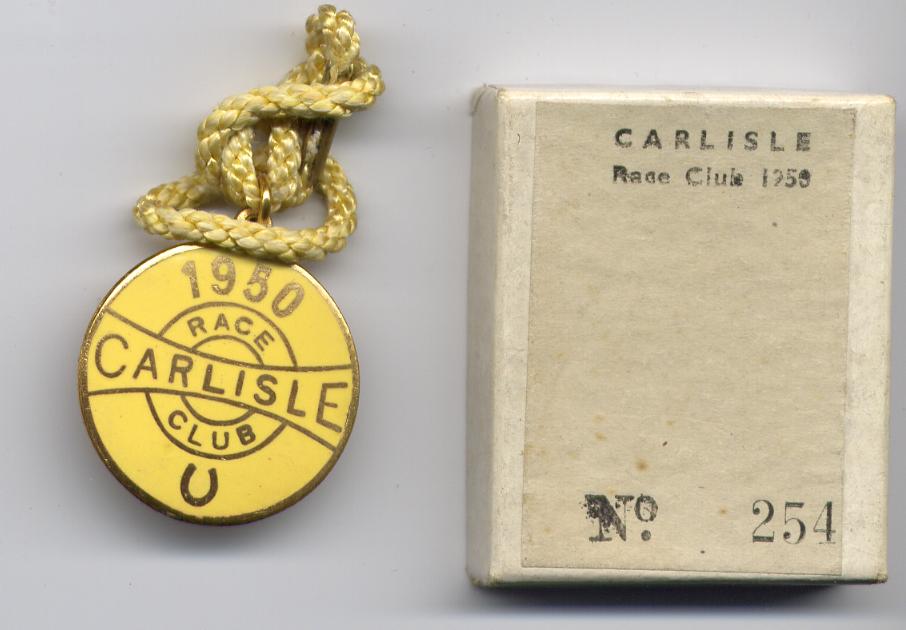 1950
RACE
CARLISLE
CLUB
CARLISLE
Race Club 1950
No. 254